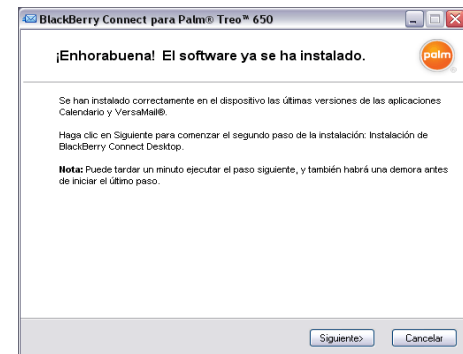 BlackBerry Connect para Palm® Treo™ 650
¡Enhorabuena! El software ya se ha instalado.
palm
Se han instalado correctamente en el dispositivo las últimas versiones de las aplicaciones
Calendario y VersaMail®.
Haga clic en Siguiente para comenzar el segundo paso de la instalación: Instalación de
BlackBerry Connect Desktop.
Nota: Puede tardar un minuto ejecutar el paso siguiente, y también habrá una demora antes
de iniciar el último paso.
Siguiente>
Cancelar